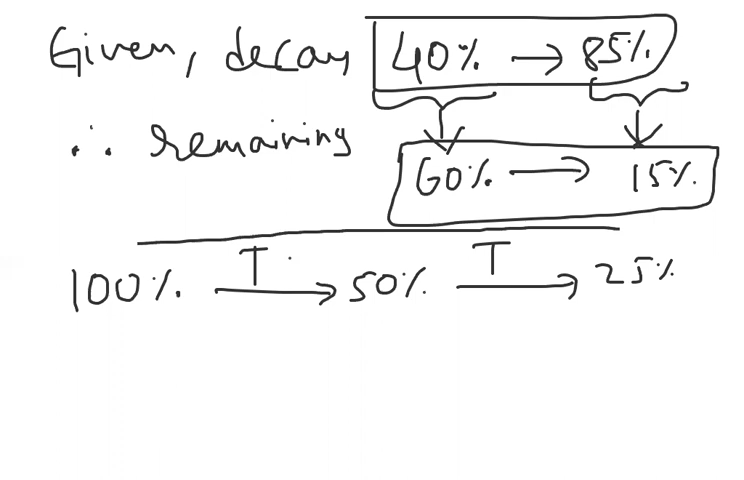 Given, decay 40% → 85%
∴ remaining 60% → 15%
T T
100% → 50% → 25%